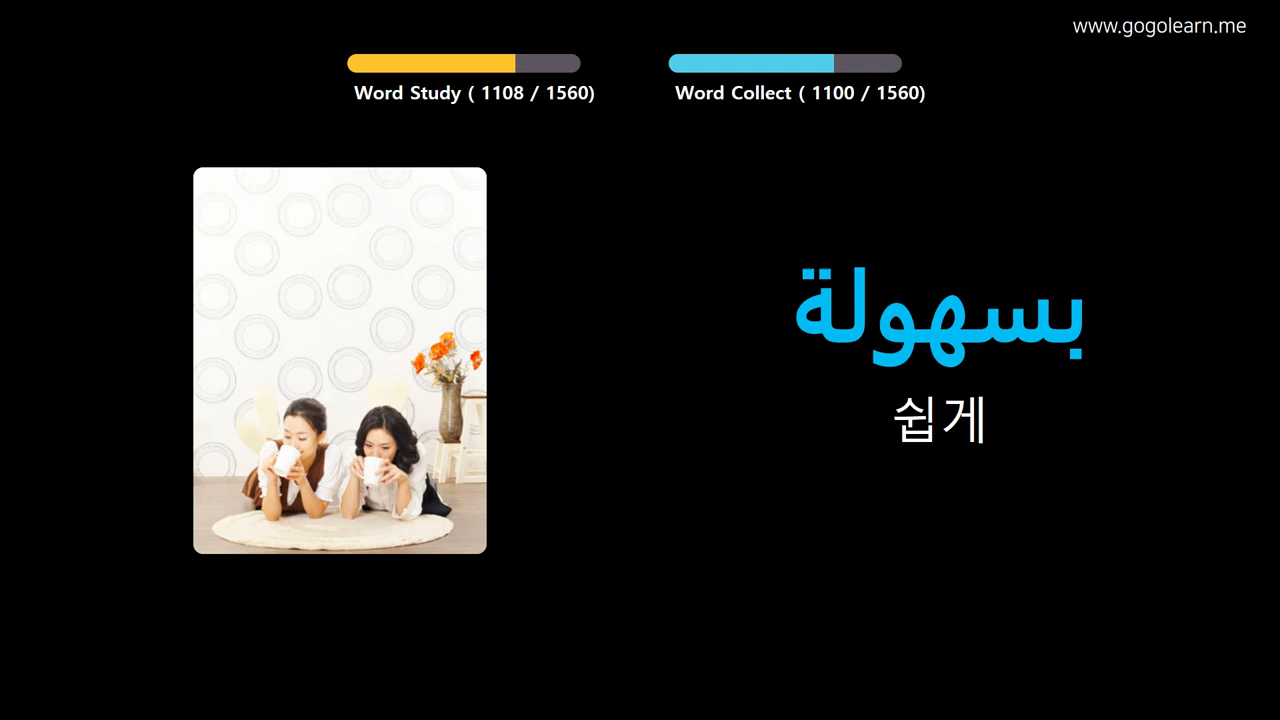 www.gogolearn.me
Word Study ( 1108 / 1560)
Word Collect ( 1100 / 1560)
بسهولة
쉽게